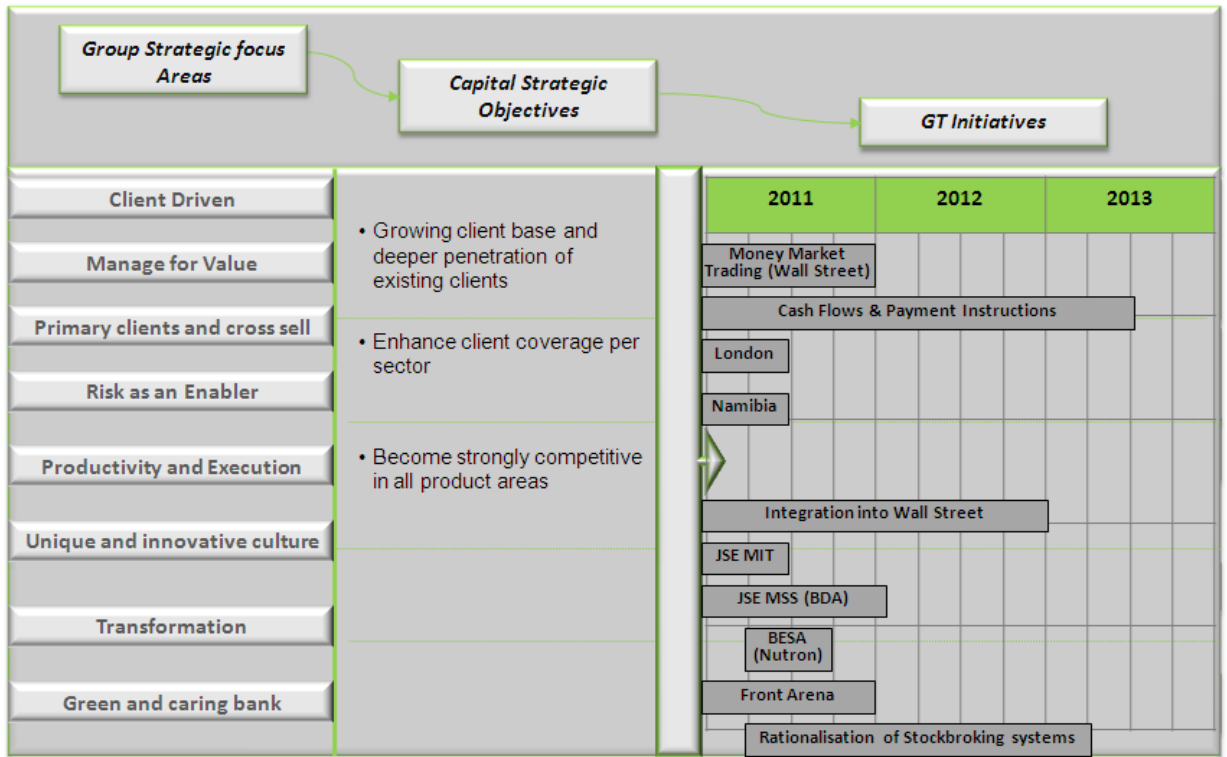 Group Strategic focus
Areas
Capital Strategic
Objectives
GT Initiatives
Client Driven
Manage for Value
Primary clients and cross sell
Risk as an Enabler
Productivity and Execution
Unique and innovative culture
Transformation
Green and caring bank
• Growing client base and
deeper penetration of
existing clients
• Enhance client coverage per
sector
• Become strongly competitive
in all product areas
2011
2012
2013
Money Market
Trading (Wall Street)
Cash Flows & Payment Instructions
London
Namibia
Integration into Wall Street
JSE MIT
JSE MSS (BDA)
BESA
(Nutron)
Front Arena
Rationalisation of Stockbroking systems